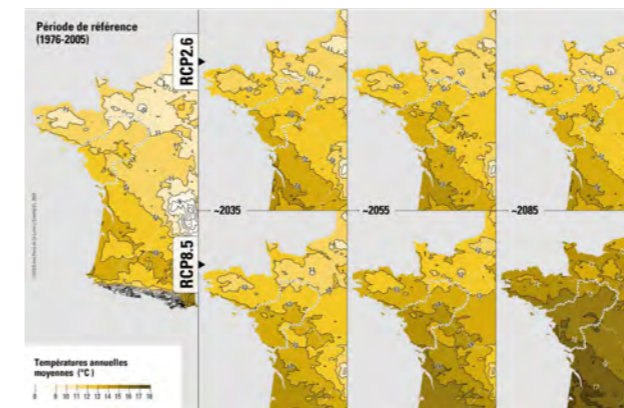 Période de référence
(1976-2005)
RCP2.6
~2035
~2055
~2085
RCP8.5
Températures annuelles
moyennes (°C)
9 10 11 12 13 14 15 16 17 18